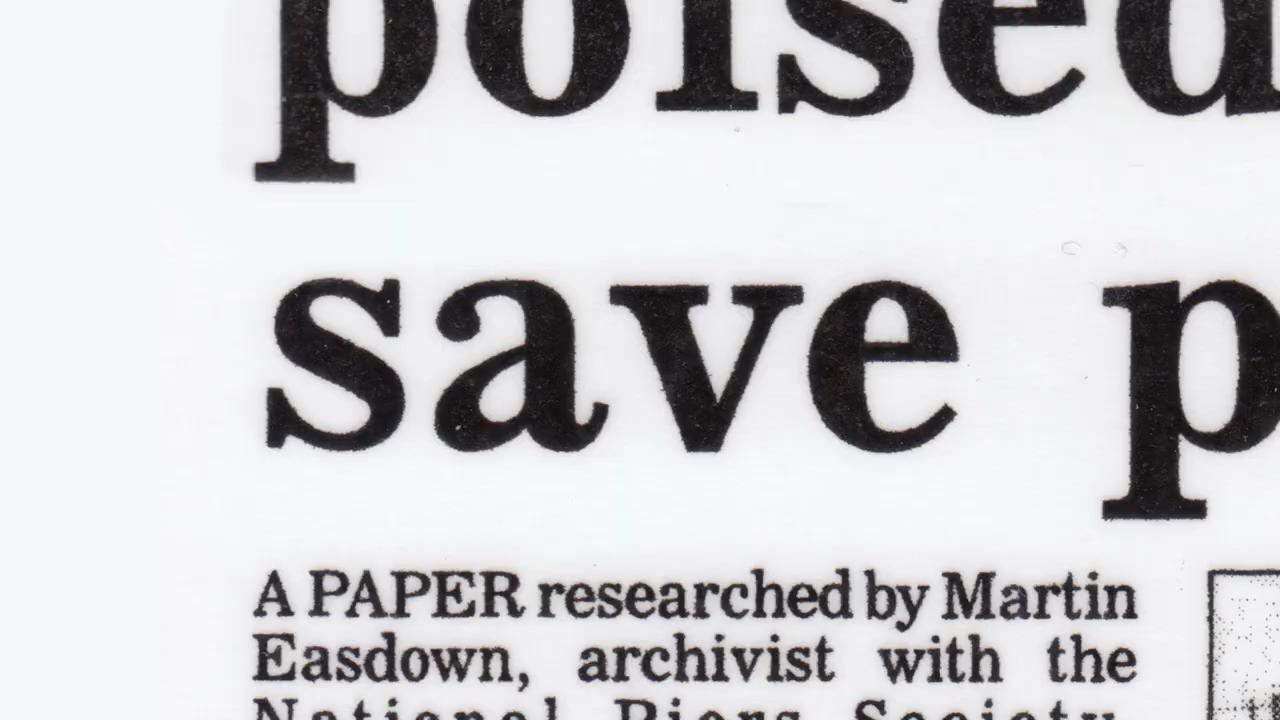 poised
save p
A PAPER researched by Martin
Easdown, archivist with the
National Piers Society,